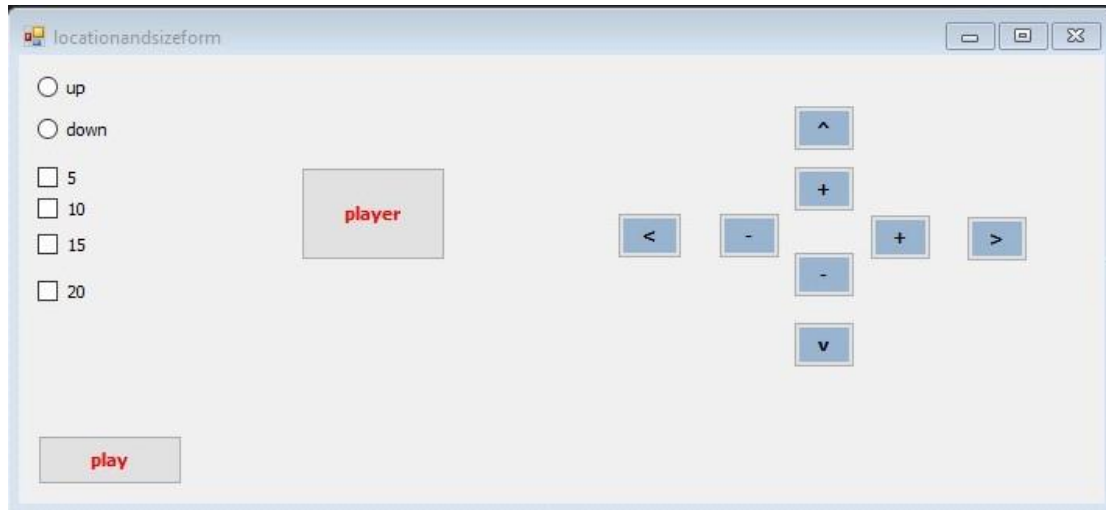 locationandsizeform
up
down
5
10
15
20
player
^
+
<
-
+
>
-
v
play